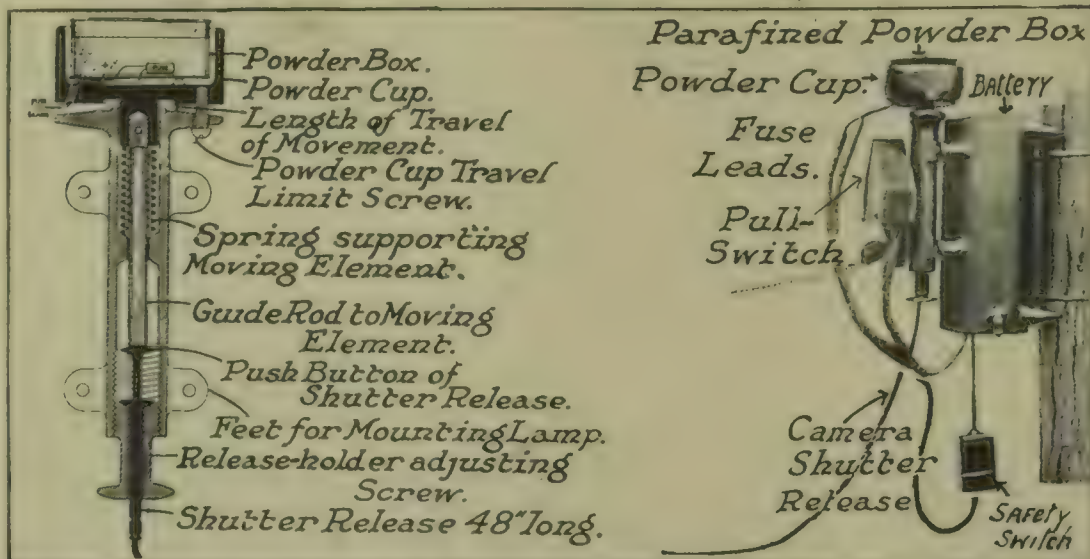 Powder Box.
Powder Cup.
Length of Travel
of Movement.
Powder Cup Travel
Limit Screw.
Spring supporting
Moving Element.
Guide Rod to Moving
Element.
Push Button of
Shutter Release.
Feet for Mounting Lamp.
Release-holder adjusting
Screw.
Shutter Release 48" long.
Parafined Powder Box
Powder Cup.
BAttery
Fuse
Leads.
Pull-
Switch.
Camera
Shutter
Release
SAfety
Switch